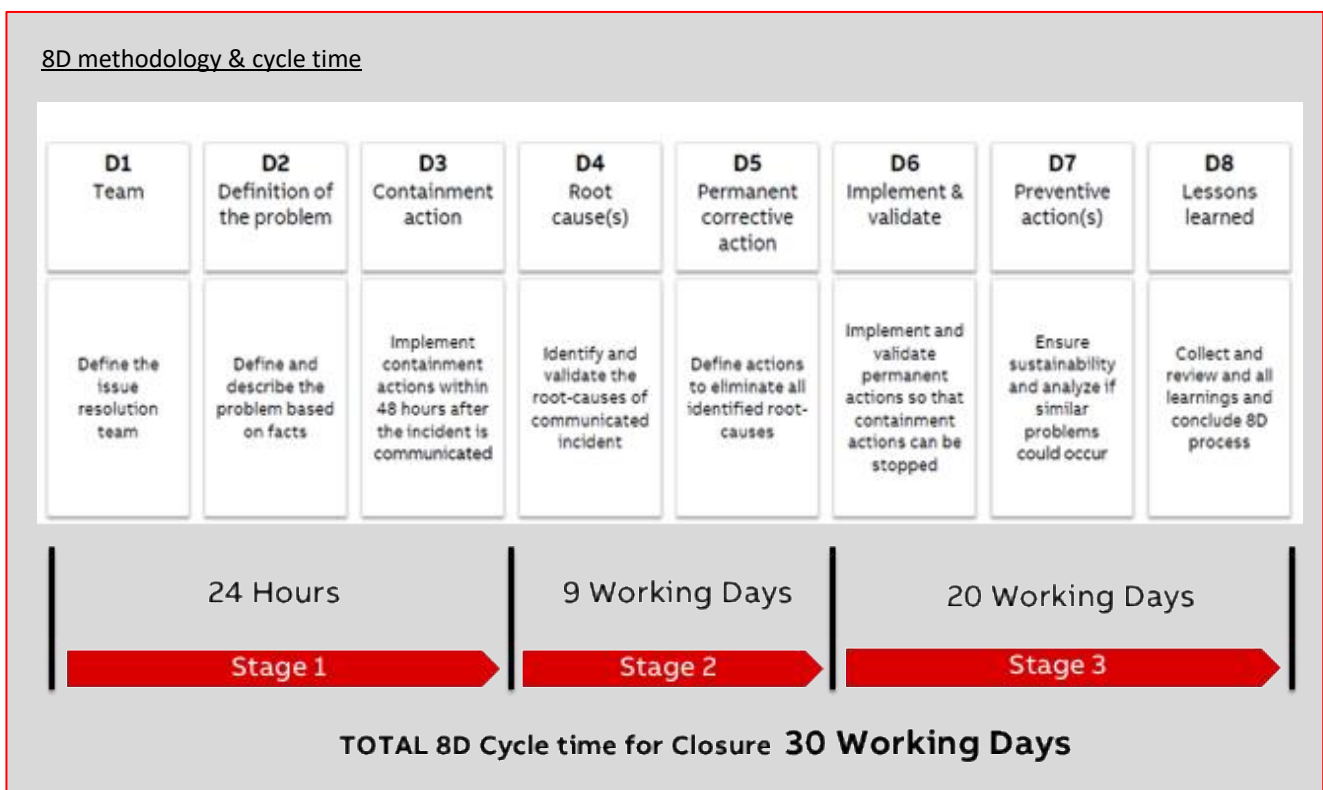 8D methodology & cycle time
D1
Team
D2
Definition of
the problem
D3
Containment
action
D4
Root
cause(s)
D5
Permanent
corrective
action
D6
Implement &
validate
D7
Preventive
action(s)
D8
Lessons
learned
Define the
issue
resolution
team
Define and
describe the
problem based
on facts
Implement
containment
actions within
48 hours after
the incident is
communicated
Identify and
validate the
root-causes of
communicated
incident
Define actions
to eliminate all
identified root-
causes
Implement and
validate
permanent
actions so that
containment
actions can be
stopped
Ensure
sustainability
and analyze if
similar
problems
could occur
Collect and
review and all
learnings and
conclude 8D
process
24 Hours
9 Working Days
20 Working Days
Stage 1
Stage 2
Stage 3
TOTAL 8D Cycle time for Closure 30 Working Days